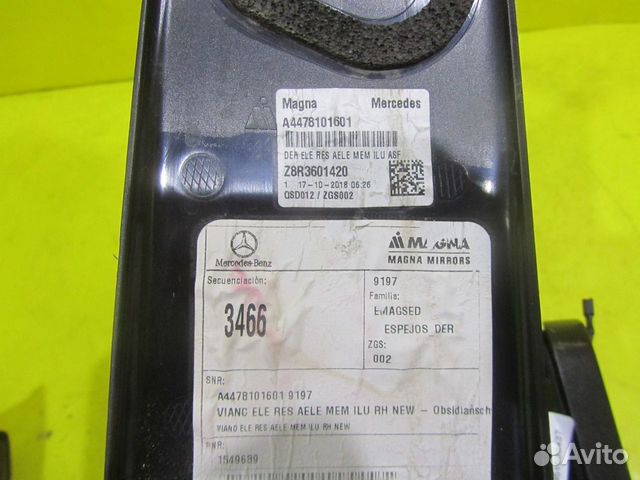 Magna Mercedes
A4478101601
DER ELE RES AELE MEM ILU ASF
Z8R3601420
1 17-10-2018 06:26
QSD012 / ZGS002
Mercedes-Benz
MAGNA
MAGNA MIRRORS
Secuenciación:
3466
9197
Familia:
EMAGSED
ESPEJOS_DER
ZGS:
002
SNR:
A4478101601 9197
VIANO ELE RES AELE MEM ILU RH NEW – Obsidiansch
VIANO ELE RES AELE MEM ILU RH NEW
PNR:
1549699
Avito